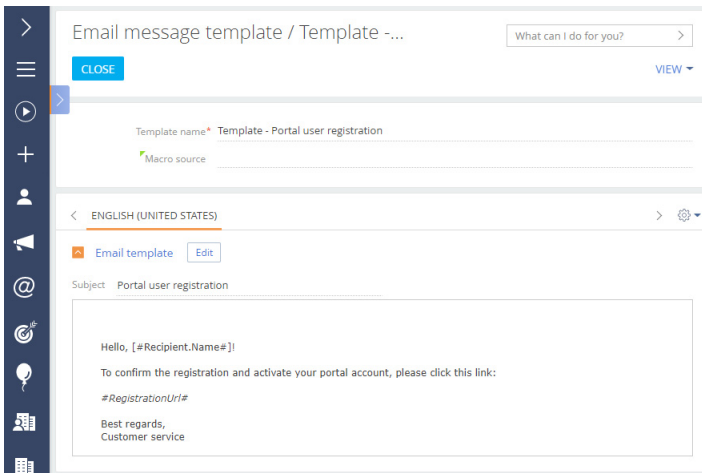 Email message template / Template -...
What can I do for you?
CLOSE
VIEW
Template name* Template - Portal user registration
Macro source
ENGLISH (UNITED STATES)
Email template Edit
Subject Portal user registration
Hello, [#Recipient.Name#]!
To confirm the registration and activate your portal account, please click this link:
#RegistrationUrl#
Best regards,
Customer service